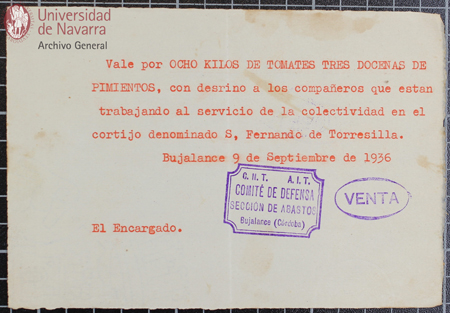 Universidad
de Navarra
Archivo General
Vale por OCHO KILOS DE TOMATES TRES DOCENAS DE
PIMIENTOS, con desrino a los compañeros que estan
trabajando al servicio de la colectividad en el
cortijo denominado S, Fernando de Torresilla.
Bujalance 9 de Septiembre de 1936
C. N. T. A. I. T.
COMITÉ DE DEFENSA
SECCION DE ABASTOS
Bujalance (Córdoba)
VENTA
El Encargado.